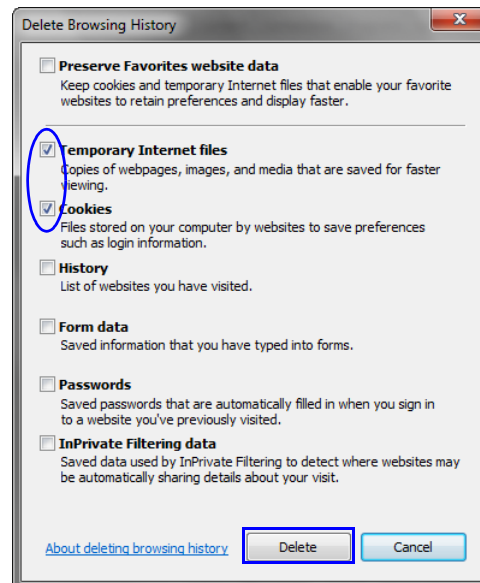 Delete Browsing History
Preserve Favorites website data
Keep cookies and temporary Internet files that enable your favorite
websites to retain preferences and display faster.
Temporary Internet files
Copies of webpages, images, and media that are saved for faster
viewing.
Cookies
Files stored on your computer by websites to save preferences
such as login information.
History
List of websites you have visited.
Form data
Saved information that you have typed into forms.
Passwords
Saved passwords that are automatically filled in when you sign in
to a website you've previously visited.
InPrivate Filtering data
Saved data used by InPrivate Filtering to detect where websites may
be automatically sharing details about your visit.
About deleting browsing history Delete Cancel